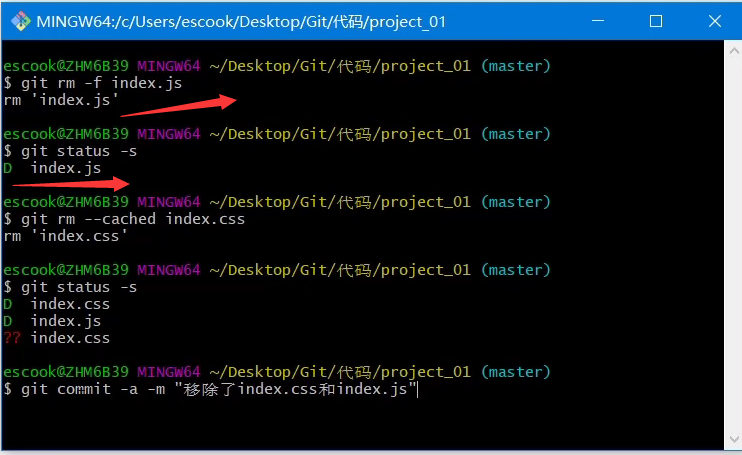 MINGW64:/c/Users/escook/Desktop/Git/代码/project_01
escook@ZHM6B39 MINGW64 ~/Desktop/Git/代码/project_01 (master)
$ git rm -f index.js
rm 'index.js'
escook@ZHM6B39 MINGW64 ~/Desktop/Git/代码/project_01 (master)
$ git status -s
D  index.js
escook@ZHM6B39 MINGW64 ~/Desktop/Git/代码/project_01 (master)
$ git rm --cached index.css
rm 'index.css'
escook@ZHM6B39 MINGW64 ~/Desktop/Git/代码/project_01 (master)
$ git status -s
D  index.css
D  index.js
?? index.css
escook@ZHM6B39 MINGW64 ~/Desktop/Git/代码/project_01 (master)
$ git commit -a -m "移除了index.css和index.js"